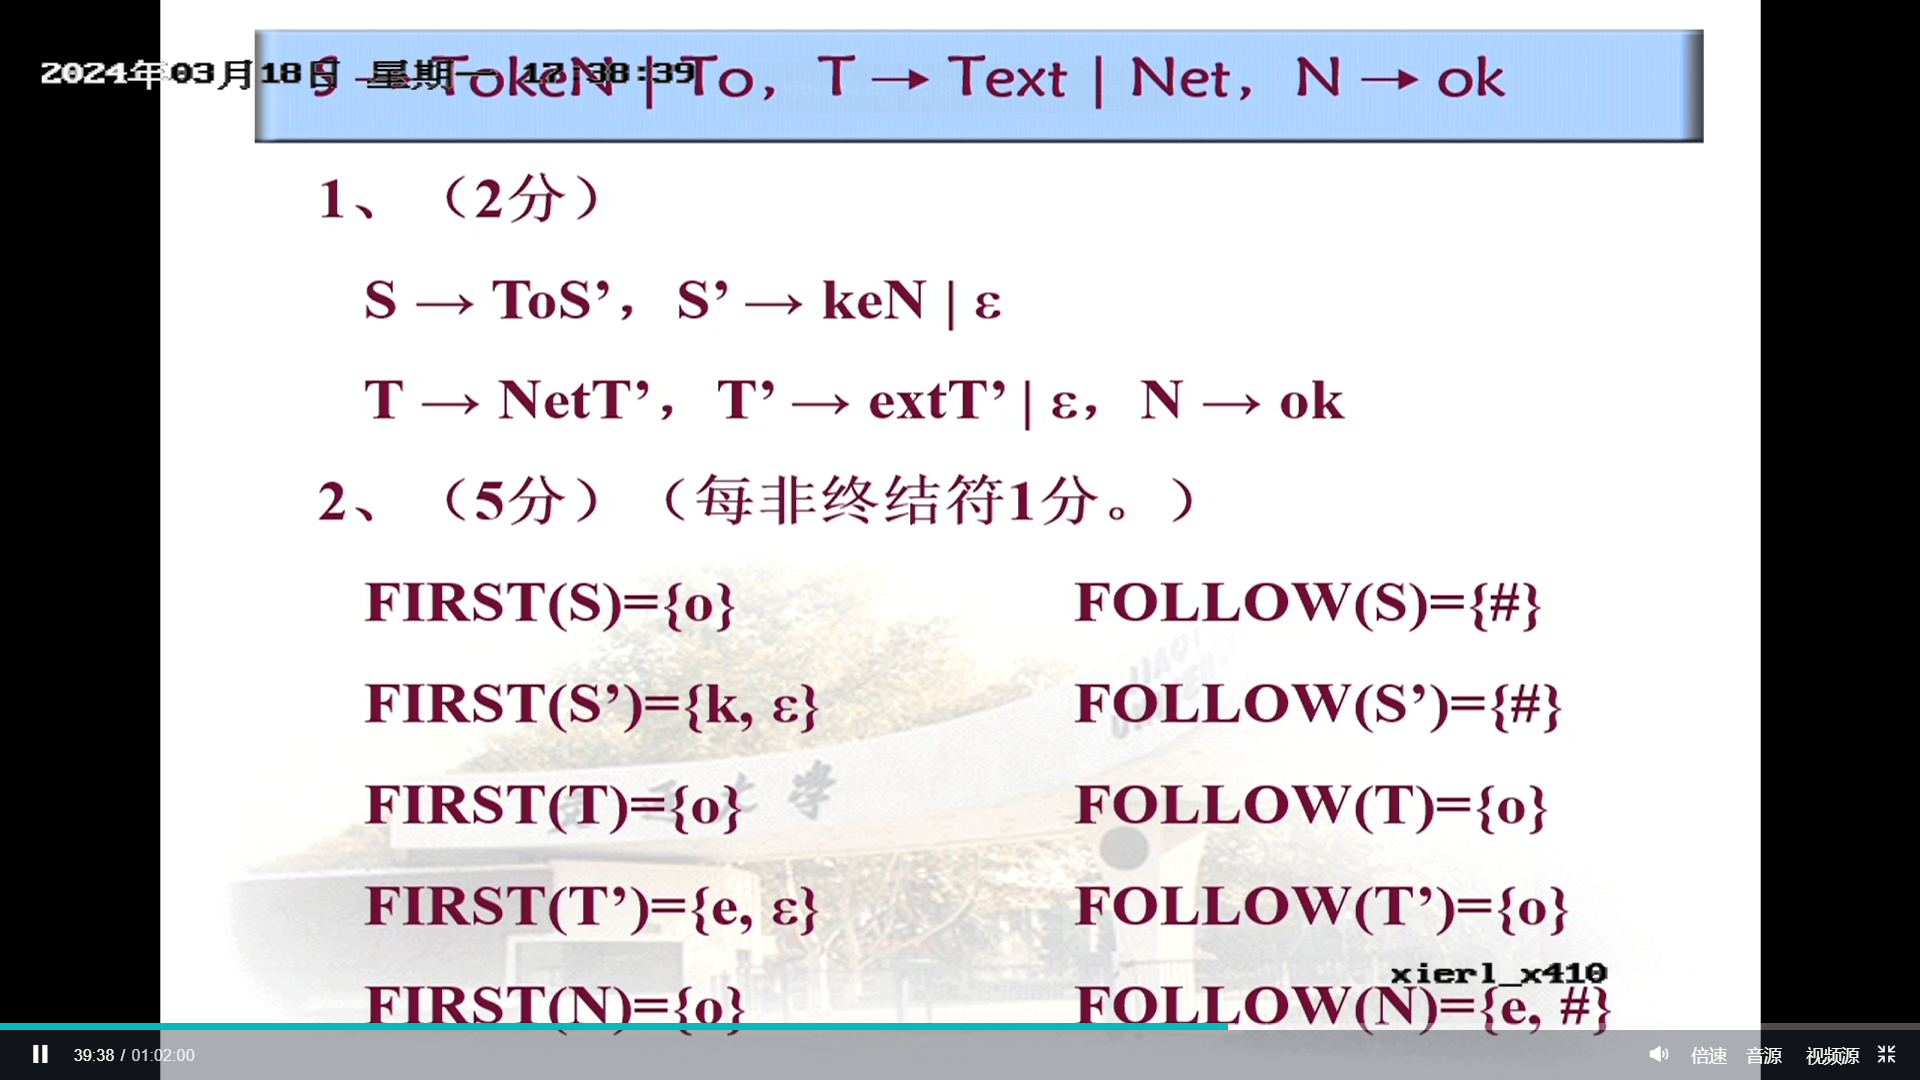 2024年03月18日 星期一 17:38:39
S → TokeN | To, T → Text | Net, N → ok
1、（2分）
S → ToS’, S’ → keN | ε
T → NetT’, T’ → extT’ | ε, N → ok
2、（5分）（每非终结符1分。）
FIRST(S)={o} FOLLOW(S)={#}
FIRST(S’)={k, ε} FOLLOW(S’)={#}
FIRST(T)={o} FOLLOW(T)={o}
FIRST(T’)={e, ε} FOLLOW(T’)={o}
xierl_x410
FIRST(N)={o} FOLLOW(N)={e, #}
39:38 / 01:02:00 倍速 音源 视频源